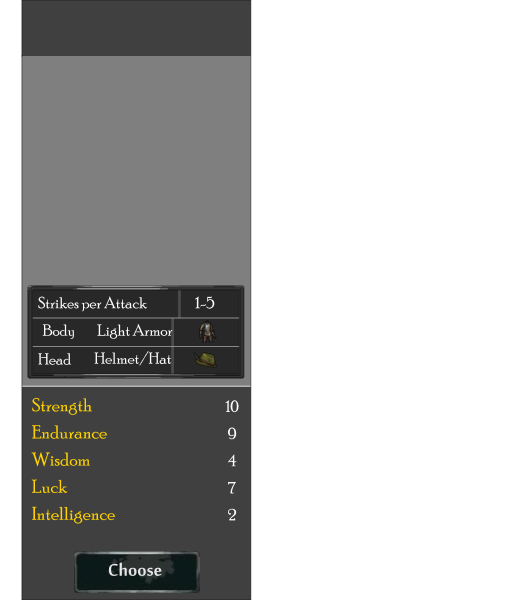 Strikes per Attack 1-5
Body Light Armor
Head Helmet/Hat
Strength 10
Endurance 9
Wisdom 4
Luck 7
Intelligence 2
Choose